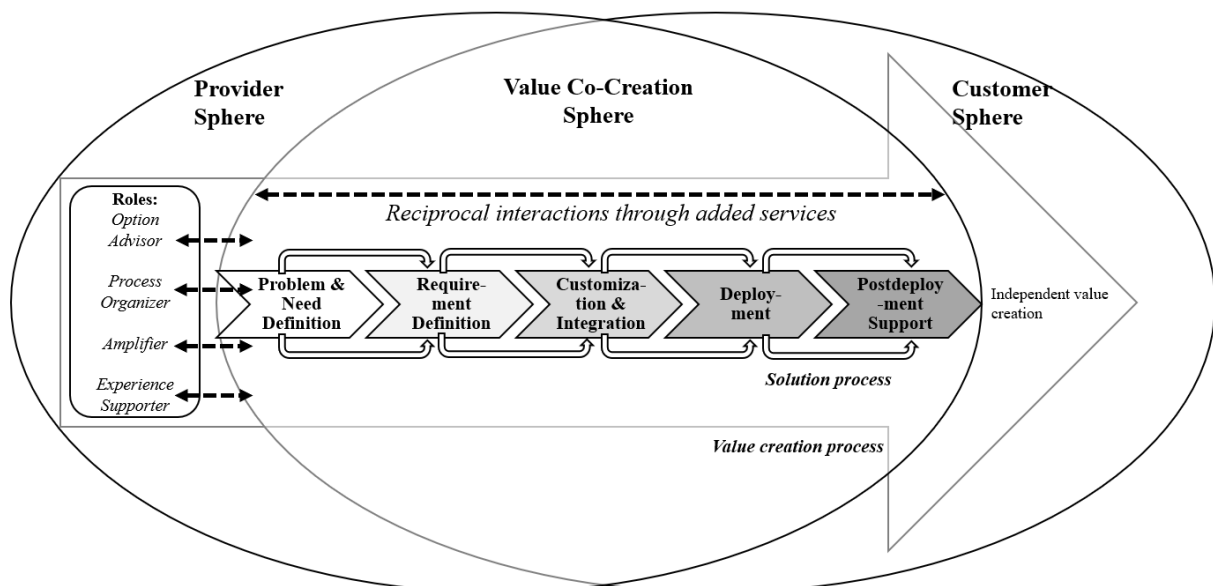 Provider
Sphere
Value Co-Creation
Sphere
Customer
Sphere
Roles:
Option
Advisor
Process
Organizer
Amplifier
Experience
Supporter
Reciprocal interactions through added services
Problem &
Need
Definition
Require-
ment
Definition
Customiza-
tion &
Integration
Deploy-
ment
Postdeploy
-ment
Support
Independent value
creation
Solution process
Value creation process